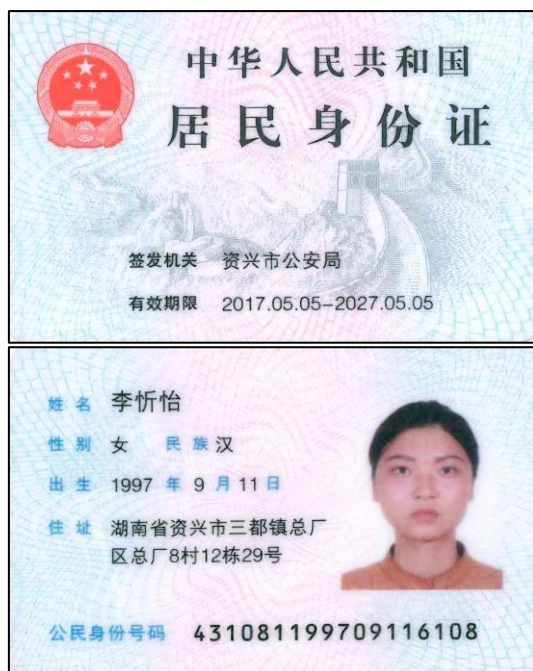 中华人民共和国
居民身份证
签发机关 资兴市公安局
有效期限 2017.05.05-2027.05.05
姓名 李忻怡
性别 女 民族 汉
出生 1997 年 9 月 11 日
住址 湖南省资兴市三都镇总厂
区总厂8村12栋29号
公民身份号码 431081199709116108